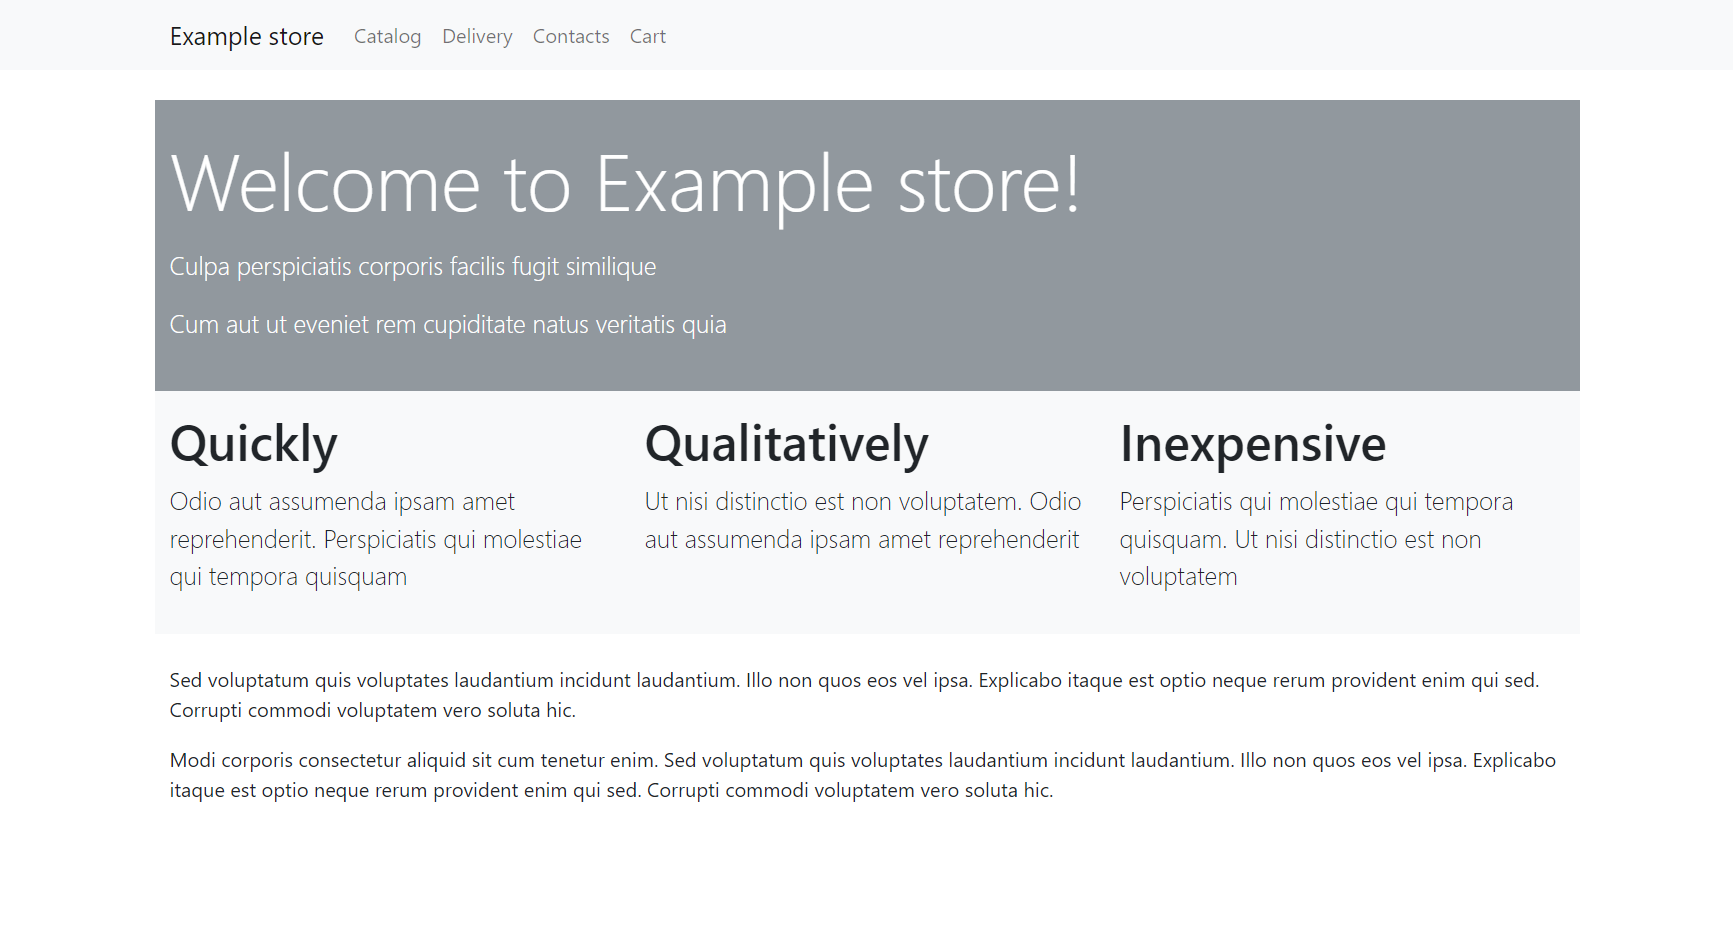 Example store Catalog Delivery Contacts Cart
Welcome to Example store!
Culpa perspiciatis corporis facilis fugit similique
Cum aut ut eveniet rem cupiditate natus veritatis quia
Quickly
Odio aut assumenda ipsam amet
reprehenderit. Perspiciatis qui molestiae
qui tempora quisquam
Qualitatively
Ut nisi distinctio est non voluptatem. Odio
aut assumenda ipsam amet reprehenderit
Inexpensive
Perspiciatis qui molestiae qui tempora
quisquam. Ut nisi distinctio est non
voluptatem
Sed voluptatum quis voluptates laudantium incidunt laudantium. Illo non quos eos vel ipsa. Explicabo itaque est optio neque rerum provident enim qui sed.
Corrupti commodi voluptatem vero soluta hic.
Modi corporis consectetur aliquid sit cum tenetur enim. Sed voluptatum quis voluptates laudantium incidunt laudantium. Illo non quos eos vel ipsa. Explicabo
itaque est optio neque rerum provident enim qui sed. Corrupti commodi voluptatem vero soluta hic.